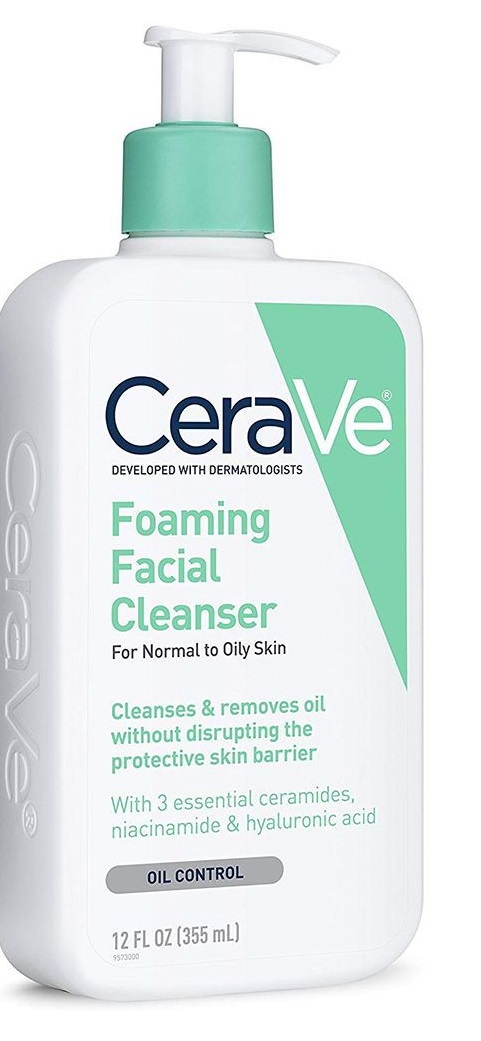 CeraVe®
DEVELOPED WITH DERMATOLOGISTS
Foaming
Facial
Cleanser
For Normal to Oily Skin
Cleanses & removes oil
without disrupting the
protective skin barrier
With 3 essential ceramides,
niacinamide & hyaluronic acid
OIL CONTROL
12 FL OZ (355 mL)
9573000
CeraVe®